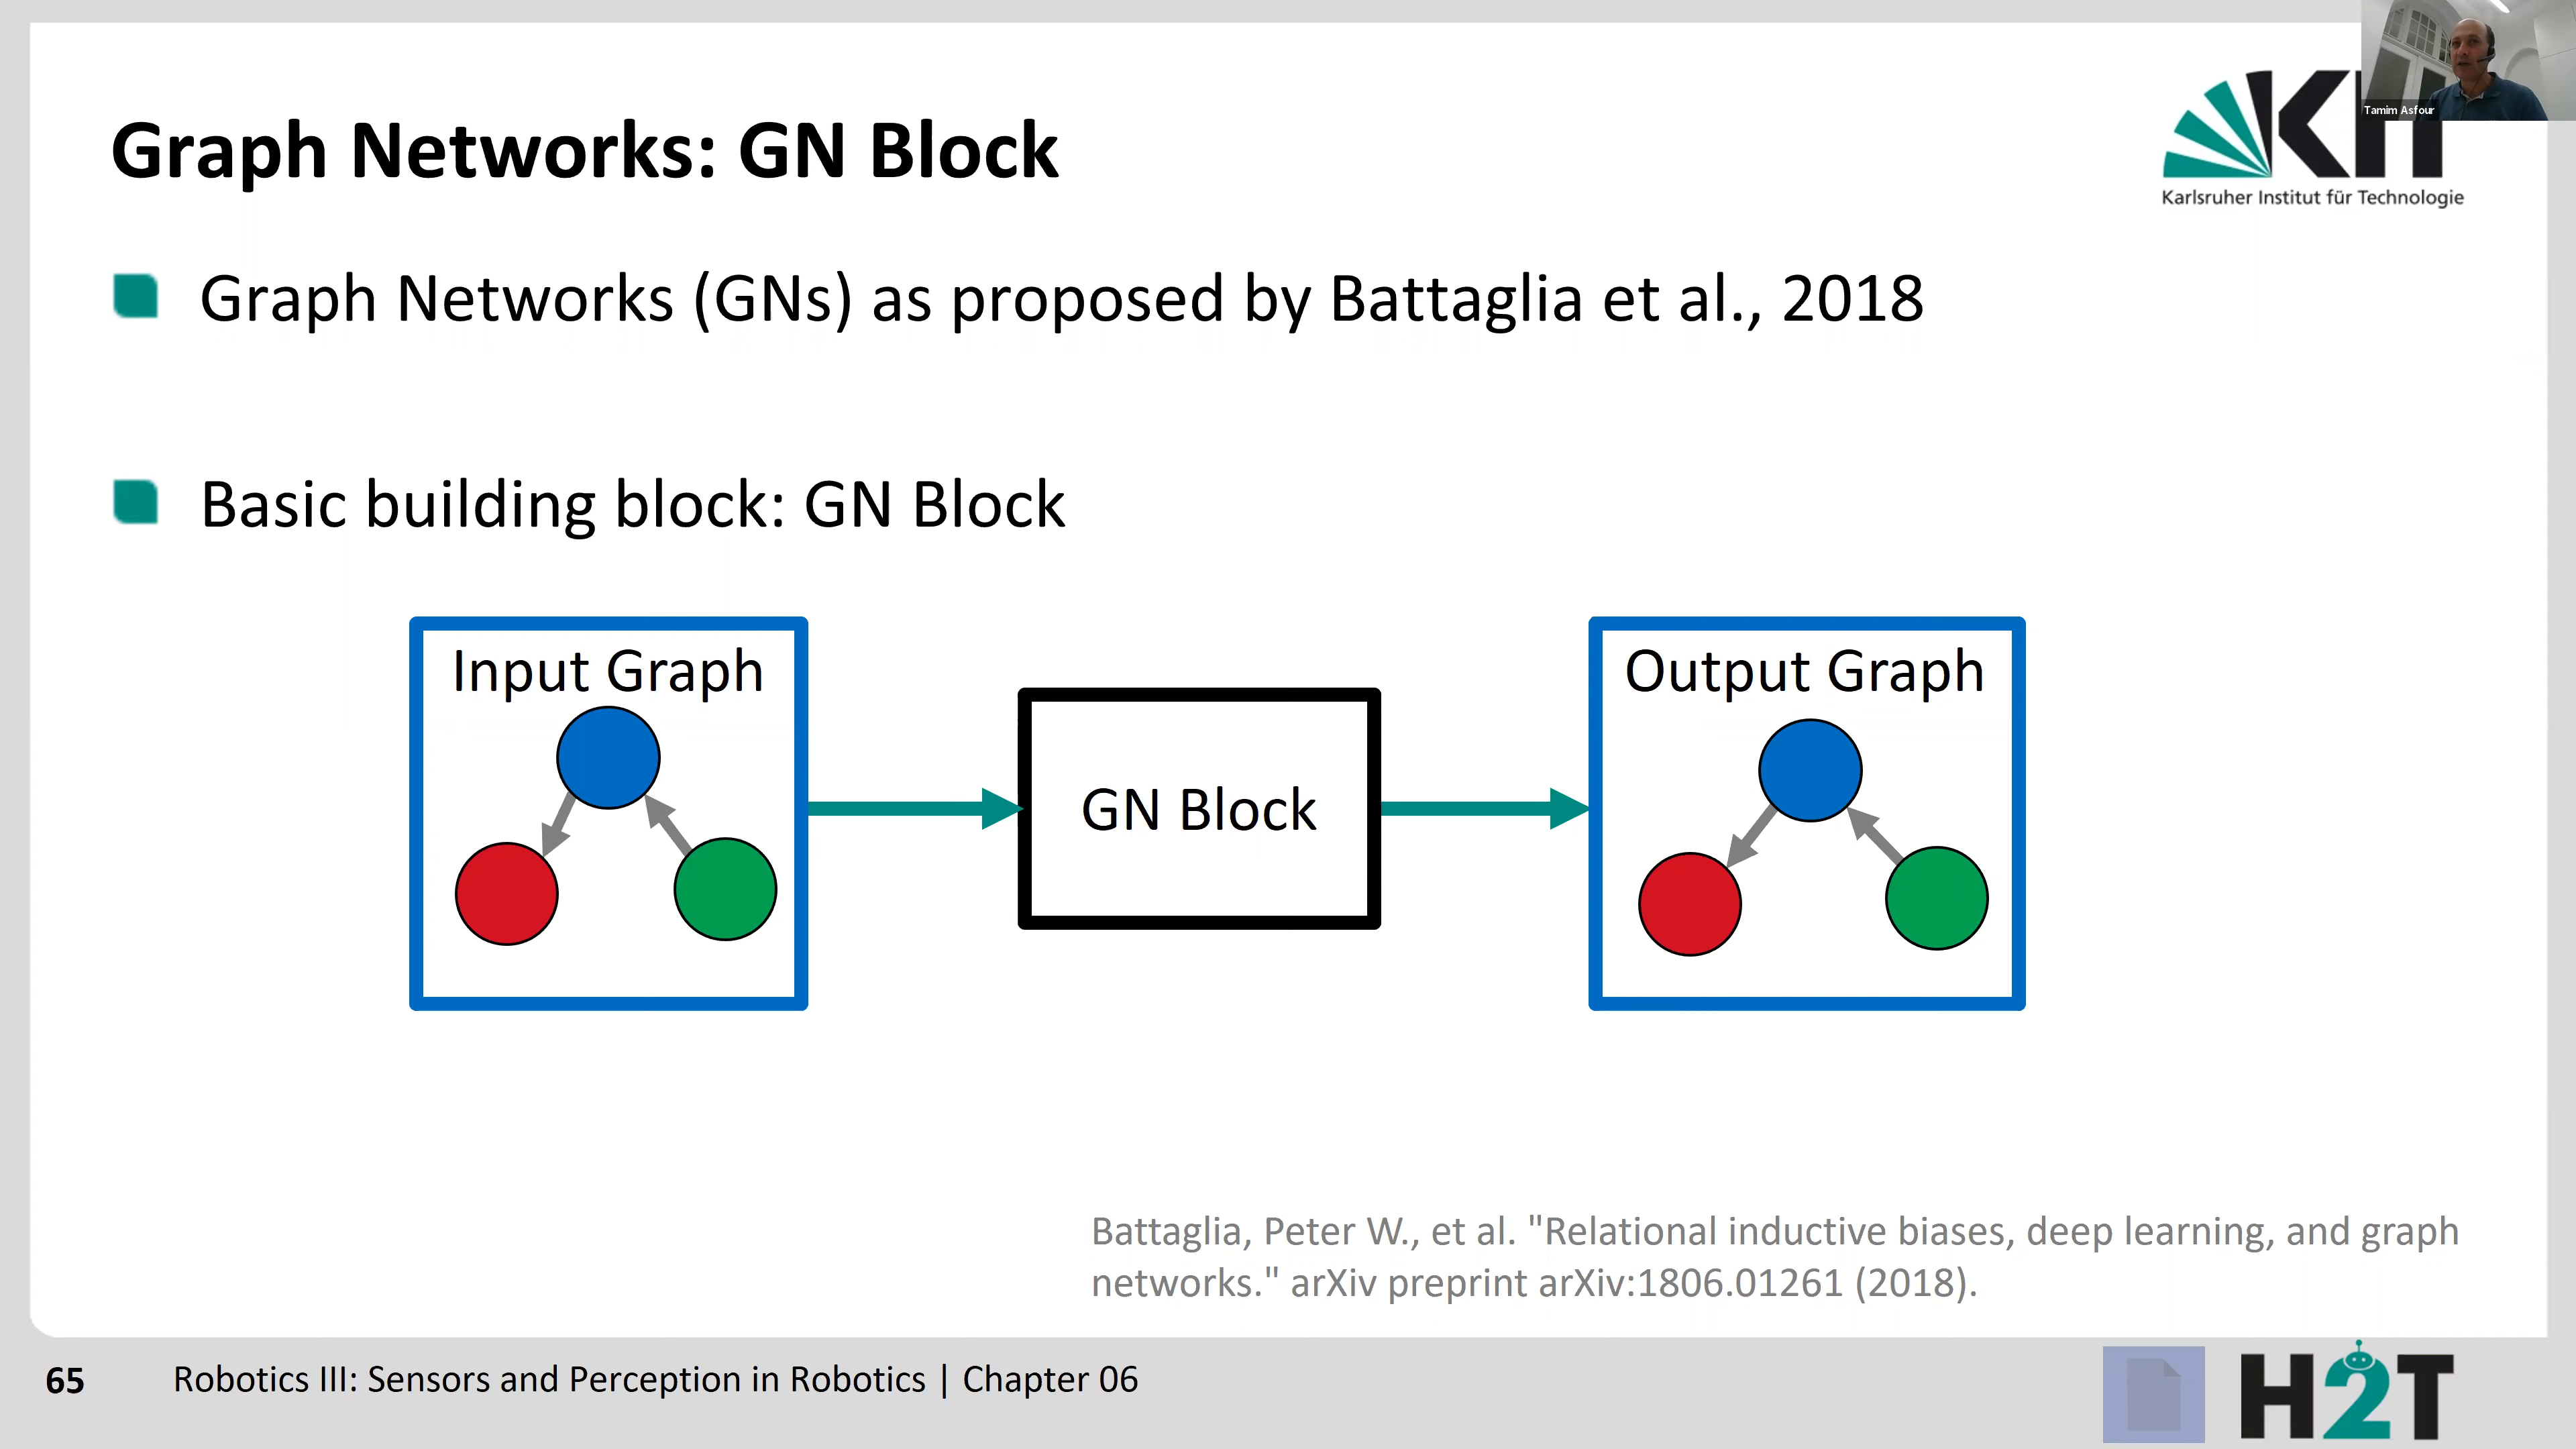 Tamim Asfour
Graph Networks: GN Block
Karlsruher Institut für Technologie
Graph Networks (GNs) as proposed by Battaglia et al., 2018
Basic building block: GN Block
Input Graph
GN Block
Output Graph
Battaglia, Peter W., et al. "Relational inductive biases, deep learning, and graph
networks." arXiv preprint arXiv:1806.01261 (2018).
65 Robotics III: Sensors and Perception in Robotics | Chapter 06
H2T